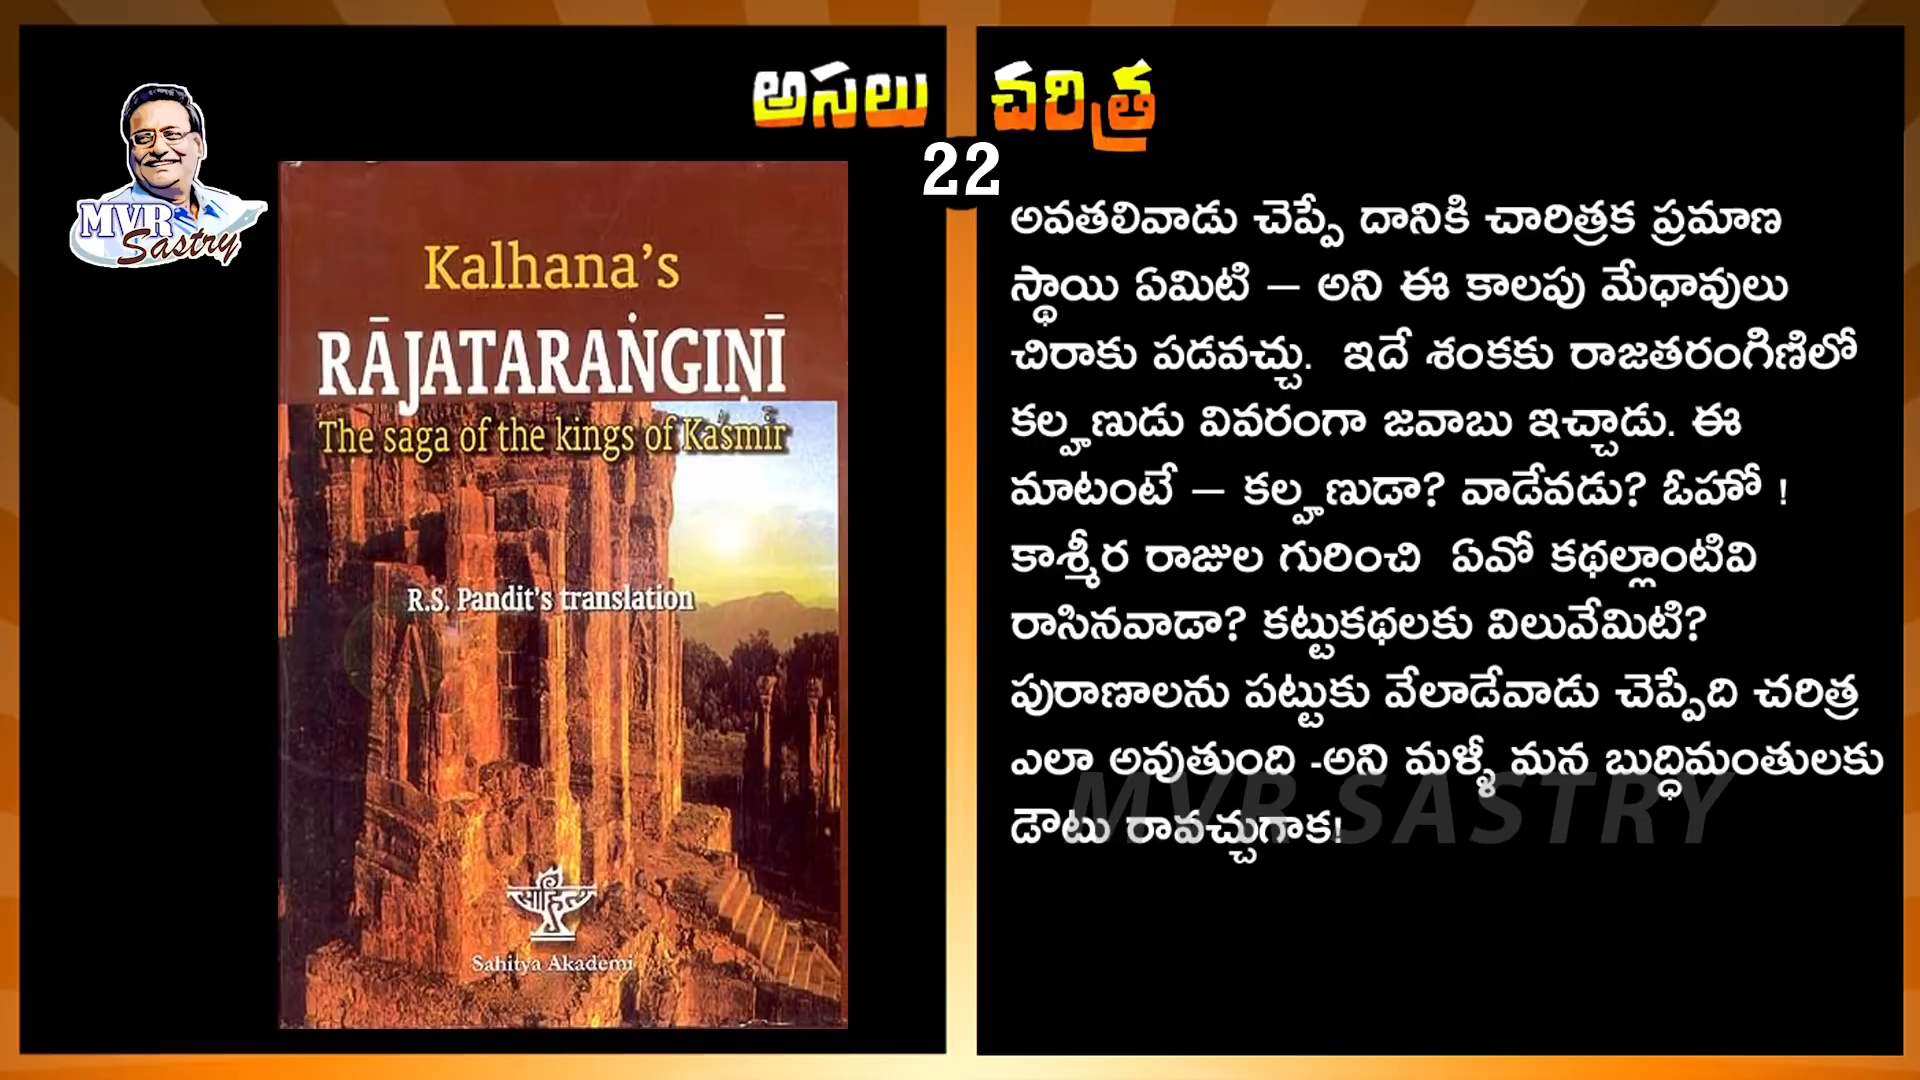 అసలు చరిత్ర
22
MVR
Sastry
Kalhana's
RĀJATARAṄGIṆĪ
The saga of the kings of Kaśmīr
R.S. Pandit's translation
साहित्य
Sahitya Akademi
అవతలివాడు చెప్పే దానికి చారిత్రక ప్రమాణ
స్థాయి ఏమిటి – అని ఈ కాలపు మేధావులు
చిరాకు పడవచ్చు. ఇదే శంకకు రాజతరంగిణిలో
కల్హణుడు వివరంగా జవాబు ఇచ్చాడు. ఈ
మాటంటే – కల్హణుడా? వాడేవడు? ఓహో !
కాశ్మీర రాజుల గురించి ఏవో కథల్లాంటివి
రాసినవాడా? కట్టుకథలకు విలువేమిటి?
పురాణాలను పట్టుకు వేలాడేవాడు చెప్పేది చరిత్ర
ఎలా అవుతుంది -అని మళ్ళీ మన బుద్ధిమంతులకు
డౌటు రావచ్చుగాక!
MVR SASTRY